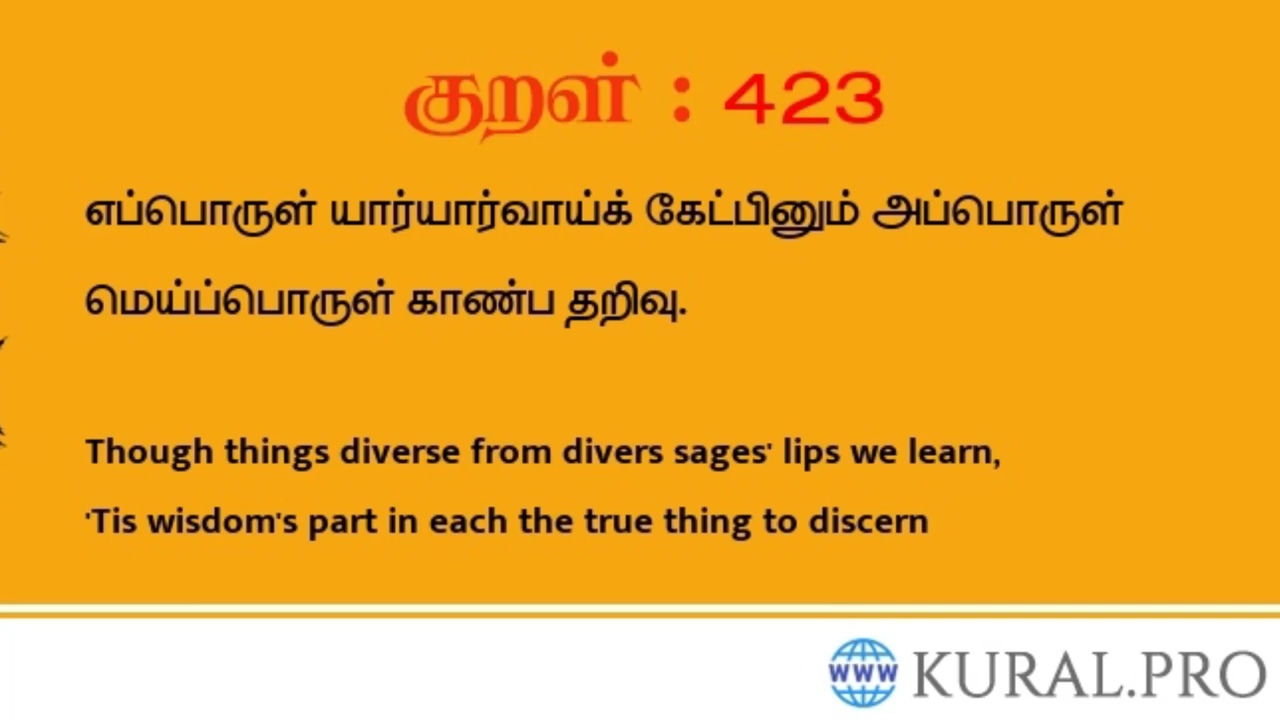 குறள் : 423
எப்பொருள் யார்யார்வாய்க் கேட்பினும் அப்பொருள்
மெய்ப்பொருள் காண்ப தறிவு.
Though things diverse from divers sages' lips we learn,
'Tis wisdom's part in each the true thing to discern
WWW KURAL.PRO